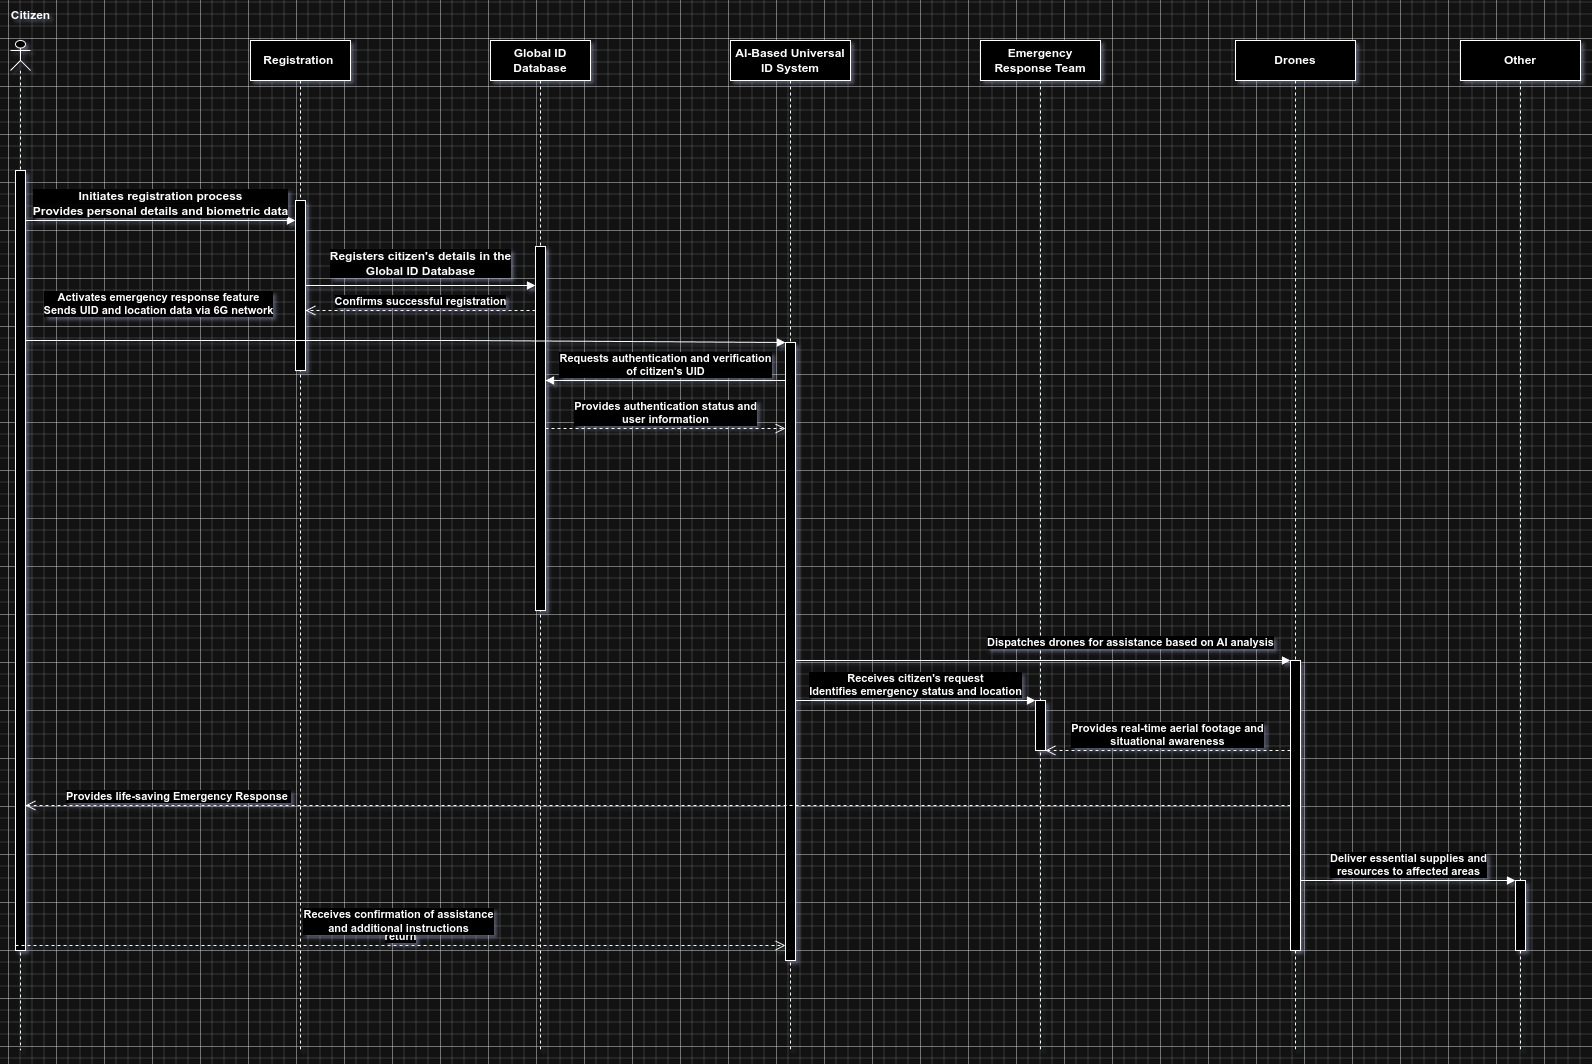 Citizen
Registration
Global ID
Database
AI-Based Universal
ID System
Emergency
Response Team
Drones
Other
Initiates registration process
Provides personal details and biometric data
Registers citizen's details in the
Global ID Database
Activates emergency response feature
Sends UID and location data via 6G network
Confirms successful registration
Requests authentication and verification
of citizen's UID
Provides authentication status and
user information
Dispatches drones for assistance based on AI analysis
Receives citizen's request
Identifies emergency status and location
Provides real-time aerial footage and
situational awareness
Provides life-saving Emergency Response
Deliver essential supplies and
resources to affected areas
Receives confirmation of assistance
and additional instructions
return